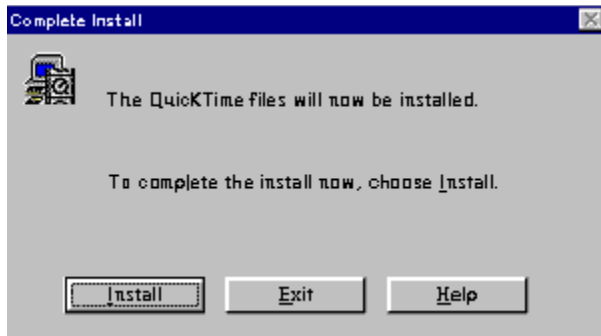 Complete Install
The QuicKTime files will now be installed.
To complete the install now, choose Install.
Install Exit Help